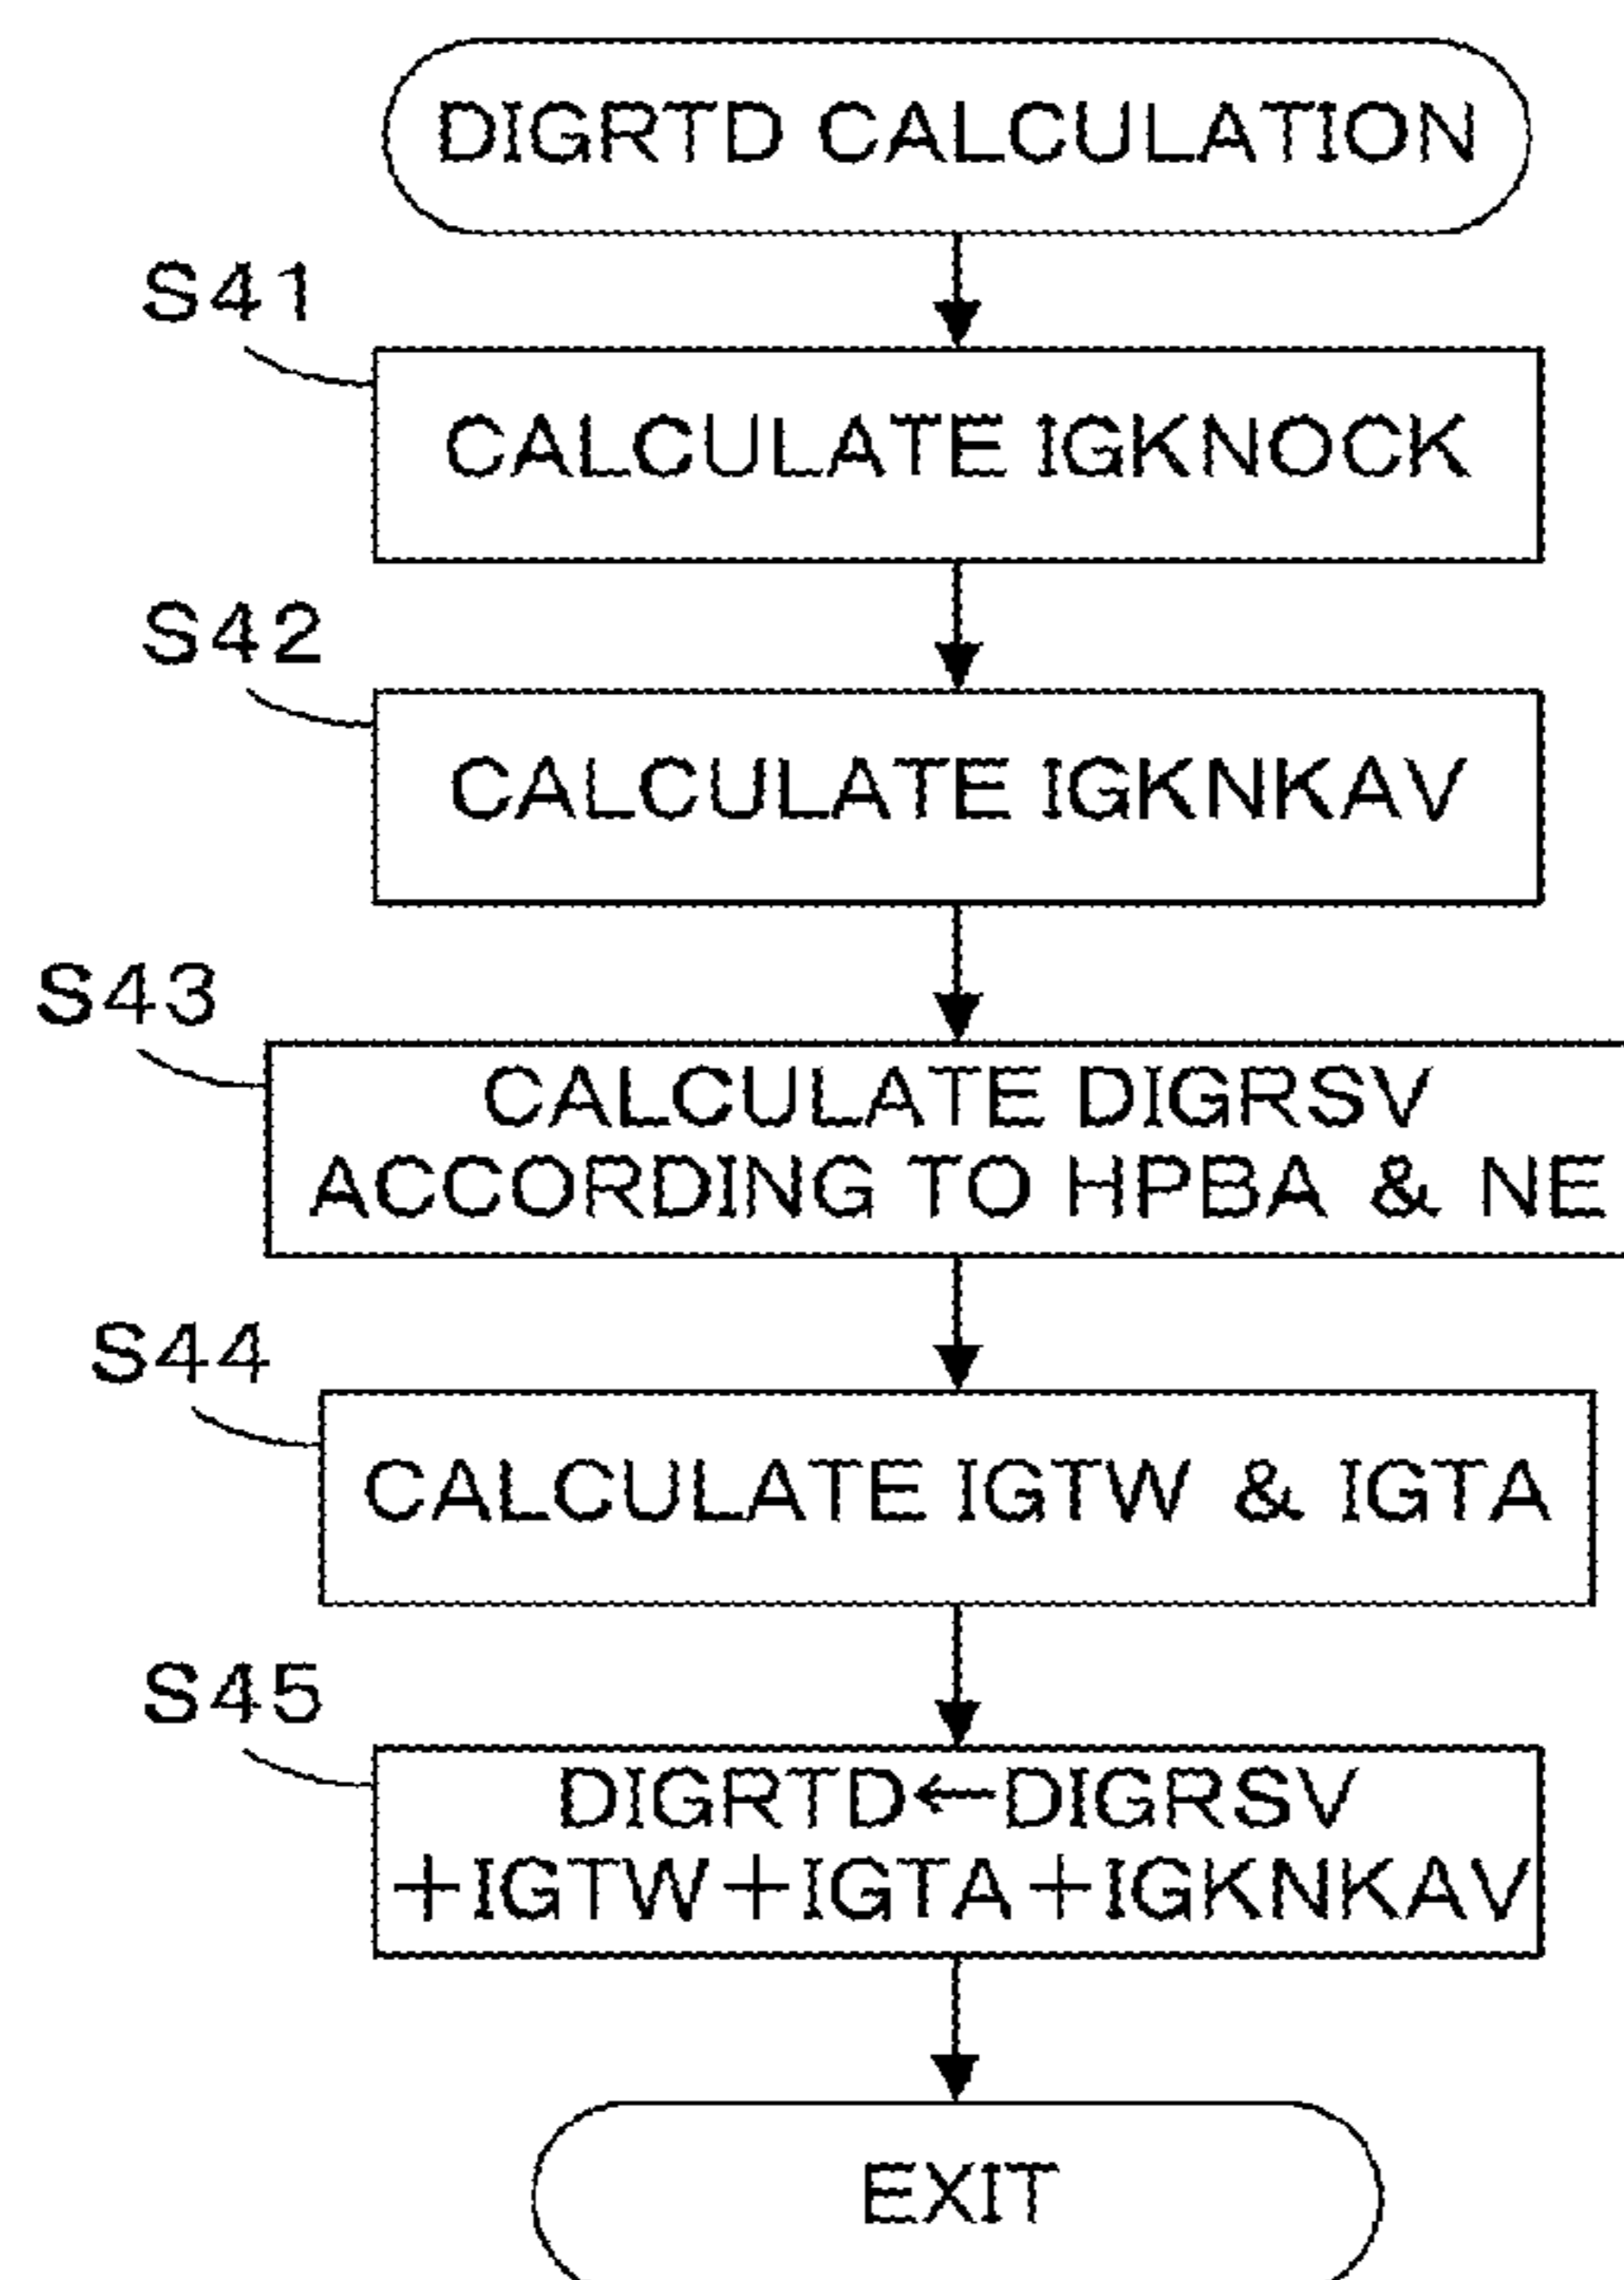 DIGRTD CALCULATION
S41
CALCULATE IGKNOCK
S42
CALCULATE IGKNKAV
S43
CALCULATE DIGRSV
ACCORDING TO HPBA & NE
S44
CALCULATE IGTW & IGTA
S45
DIGRTD←DIGRSV
+IGTW+IGTA+IGKNKAV
EXIT